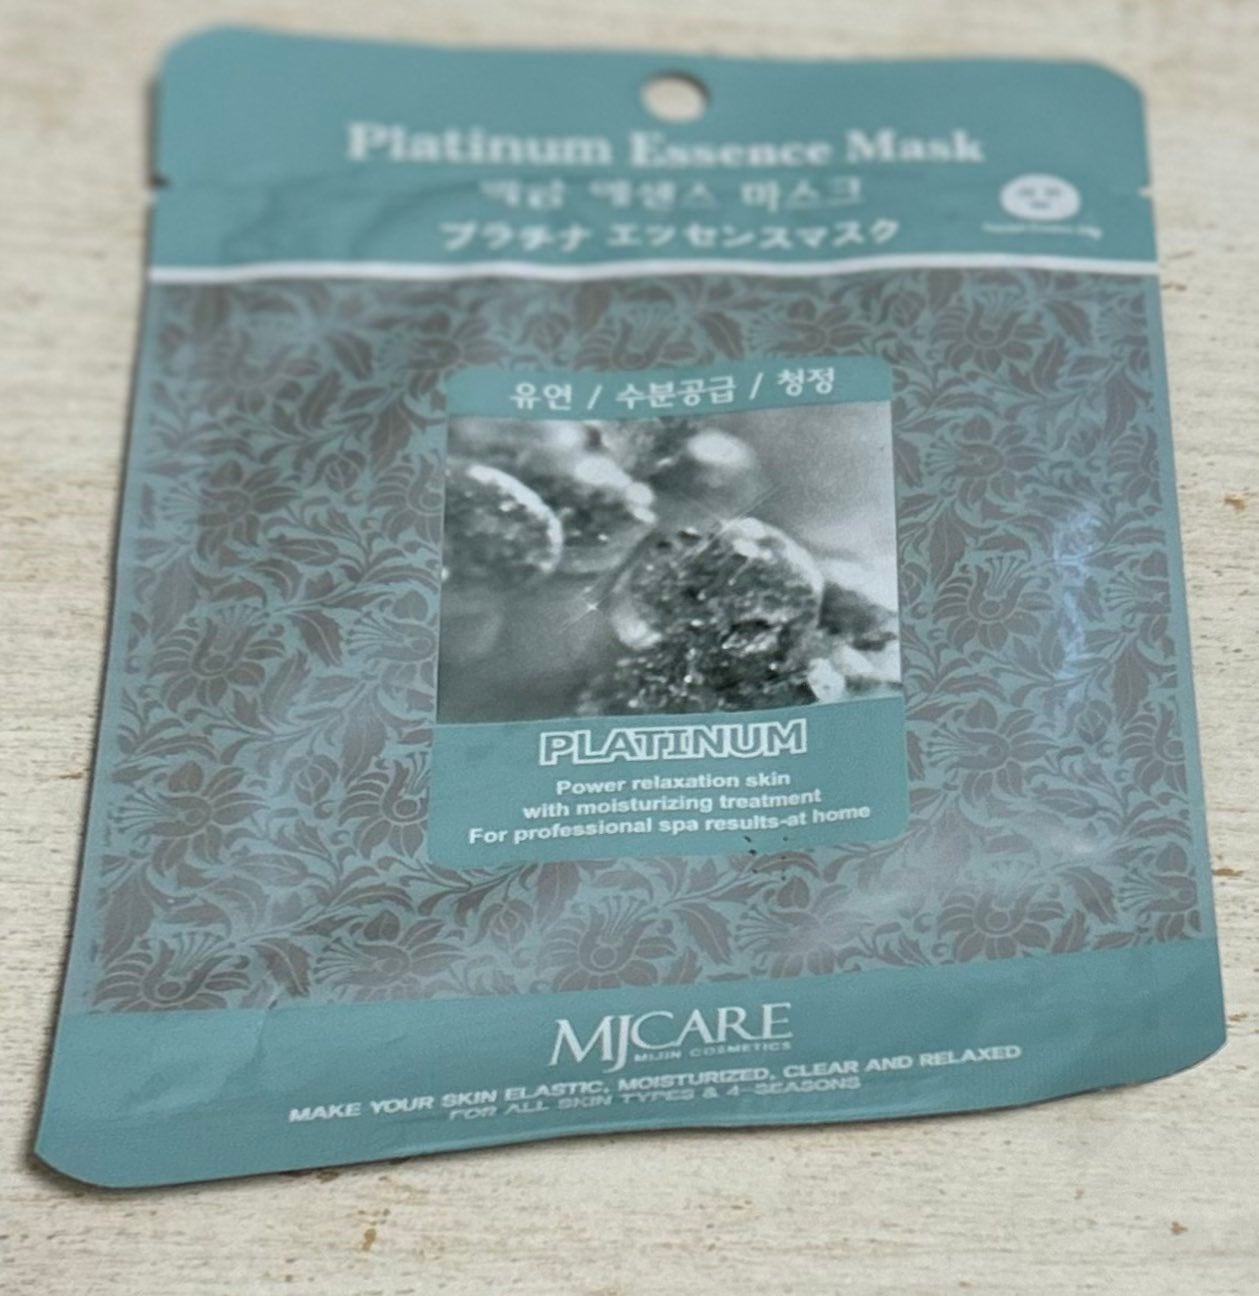 Platinum Essence Mask
백금 에센스 마스크
プラチナ エッセンスマスク
유연 / 수분공급 / 청정
PLATINUM
Power relaxation skin
with moisturizing treatment
For professional spa results-at home
MJCARE
MIJIN COSMETICS
MAKE YOUR SKIN ELASTIC, MOISTURIZED, CLEAR AND RELAXED
FOR ALL SKIN TYPES & 4-SEASONS